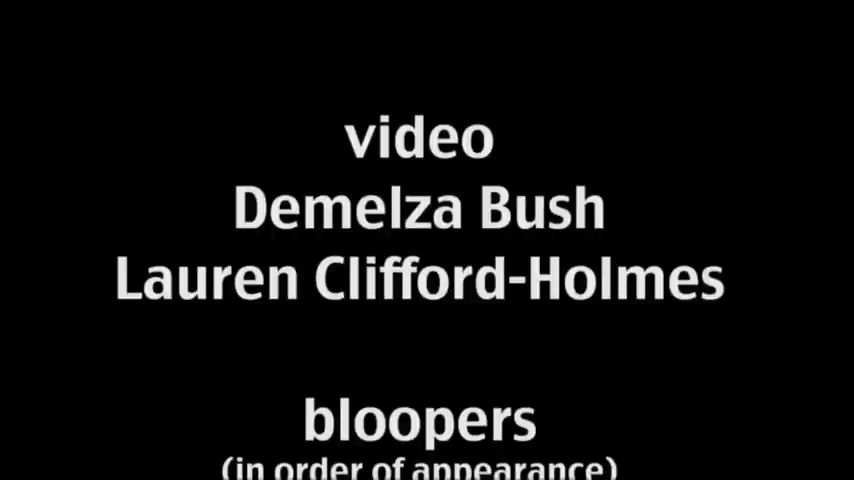 video
Demelza Bush
Lauren Clifford-Holmes
bloopers
(in order of appearance)